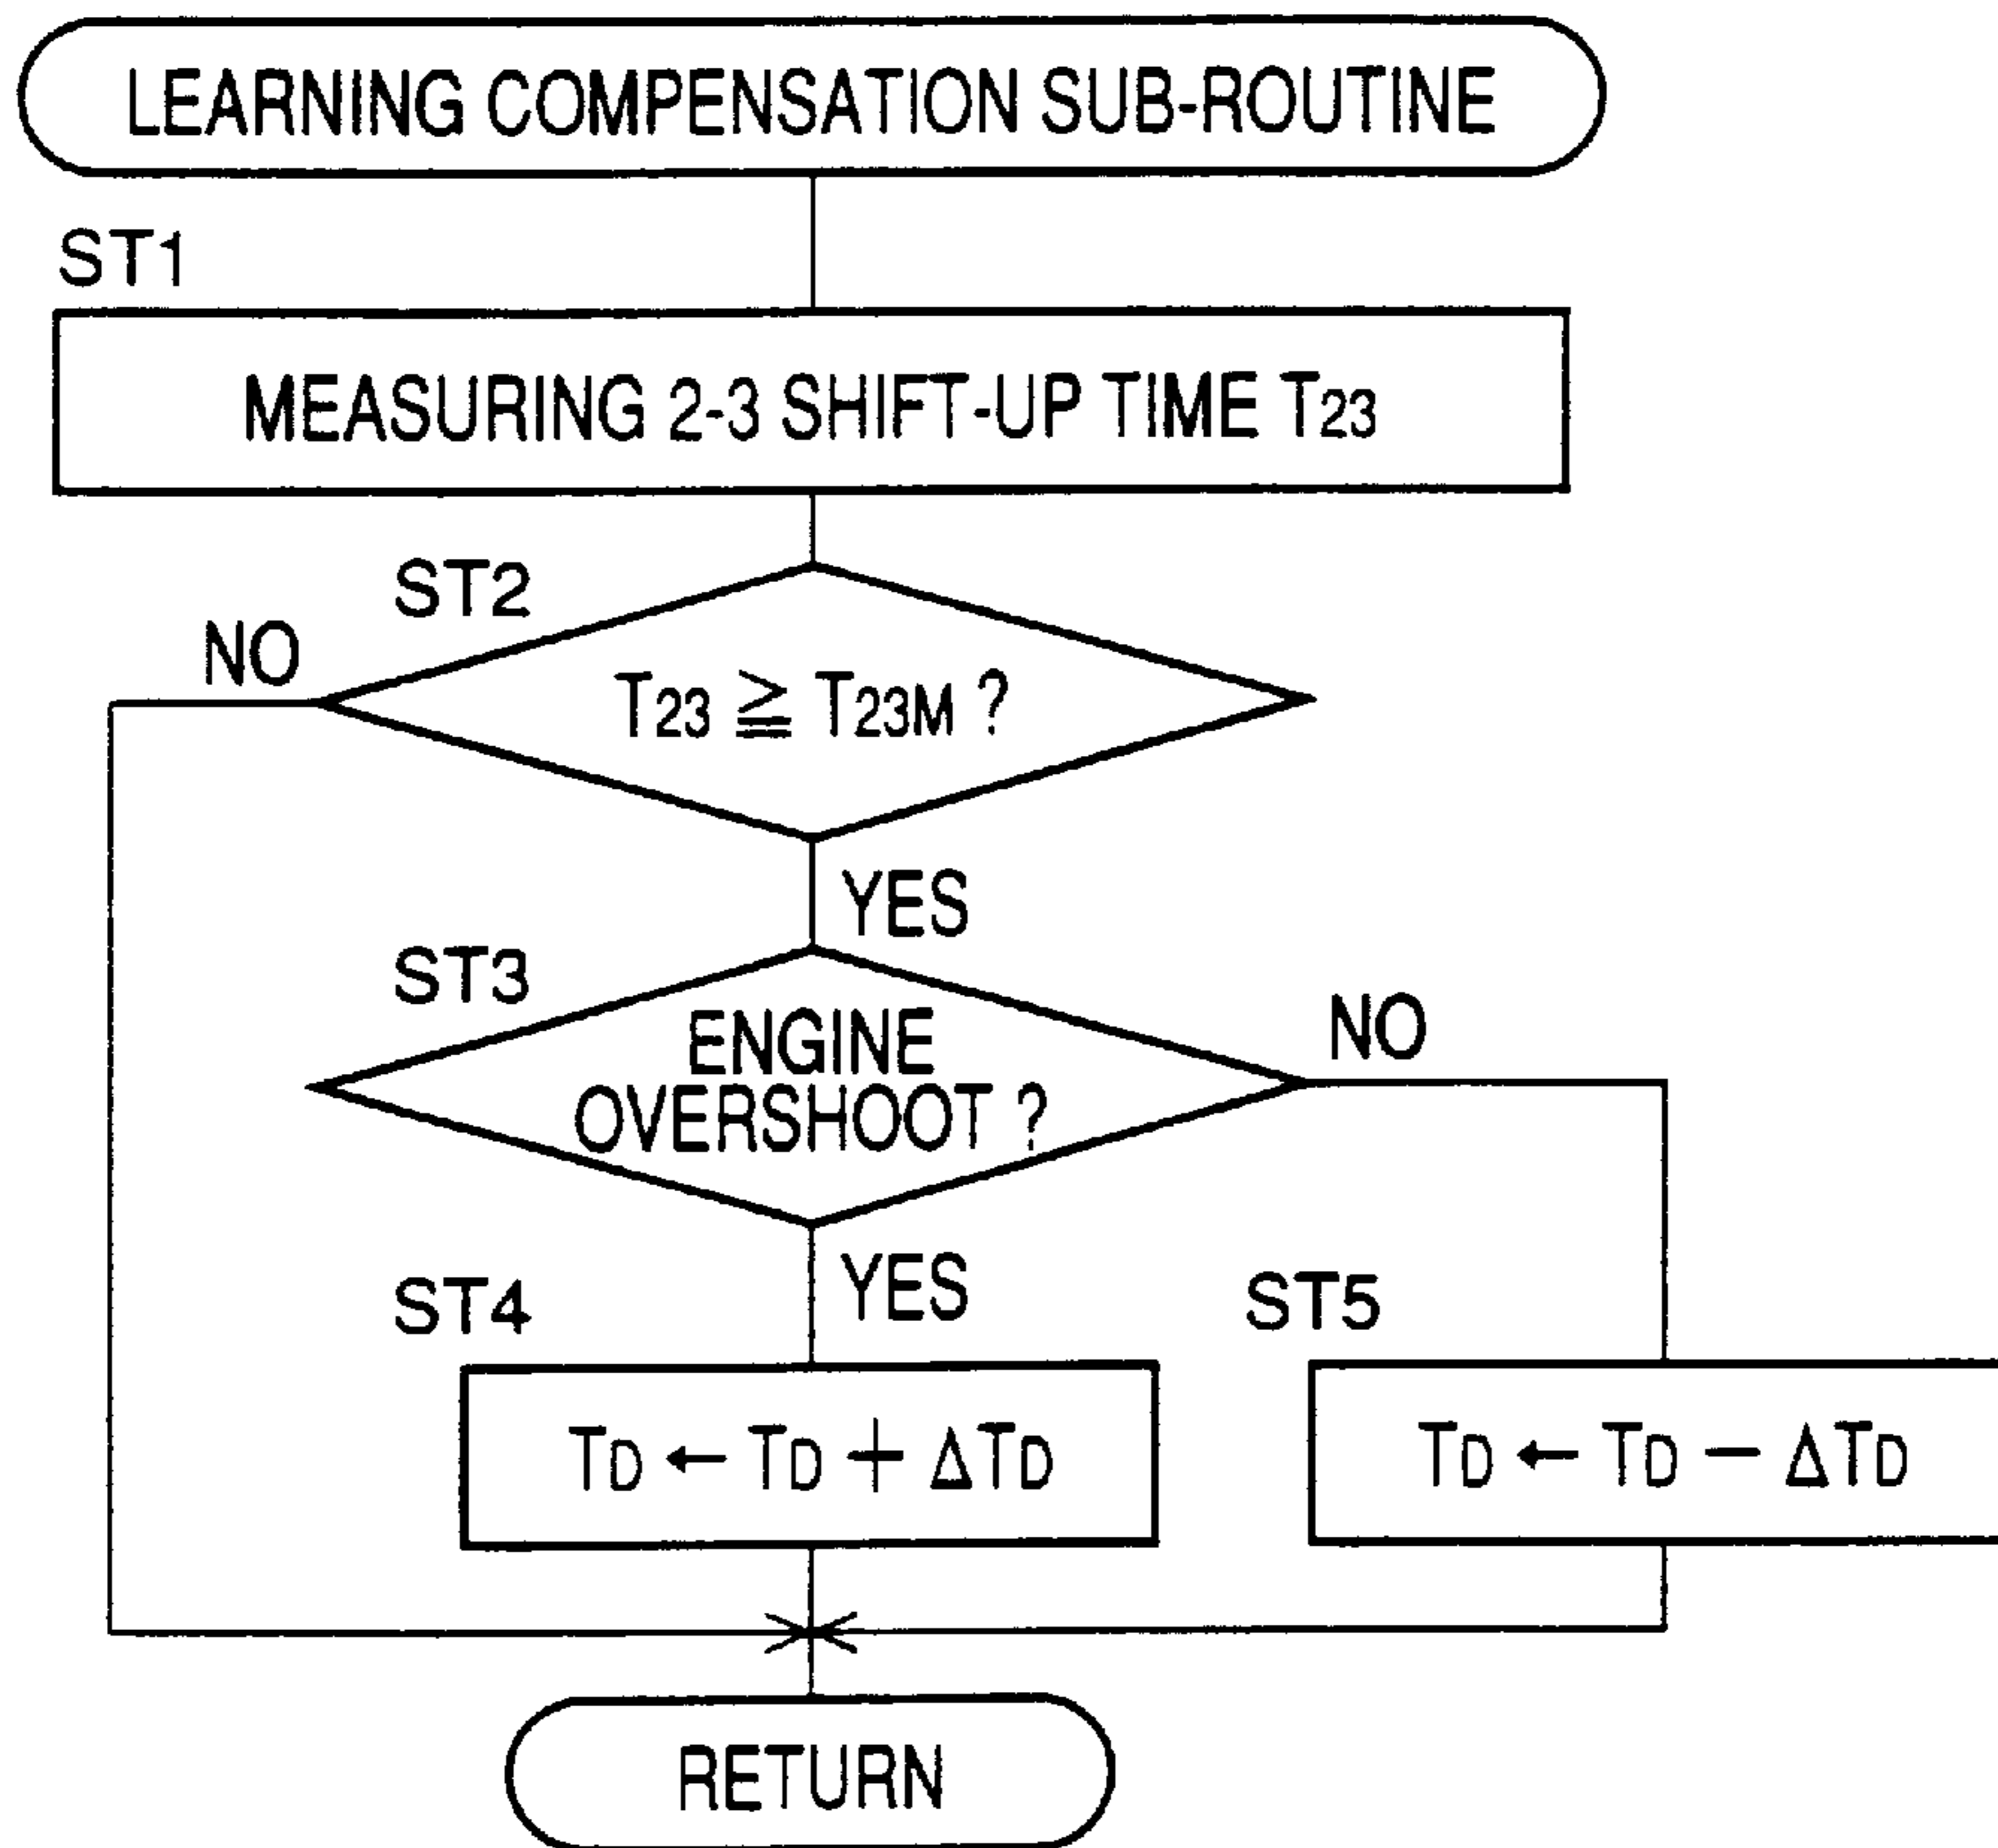 LEARNING COMPENSATION SUB-ROUTINE
ST1
MEASURING 2-3 SHIFT-UP TIME T23
ST2
NO
T23 ≧ T23M ?
YES
ST3
ENGINE
OVERSHOOT ?
NO
YES
ST4
TD ← TD + ΔTD
ST5
TD ← TD − ΔTD
RETURN